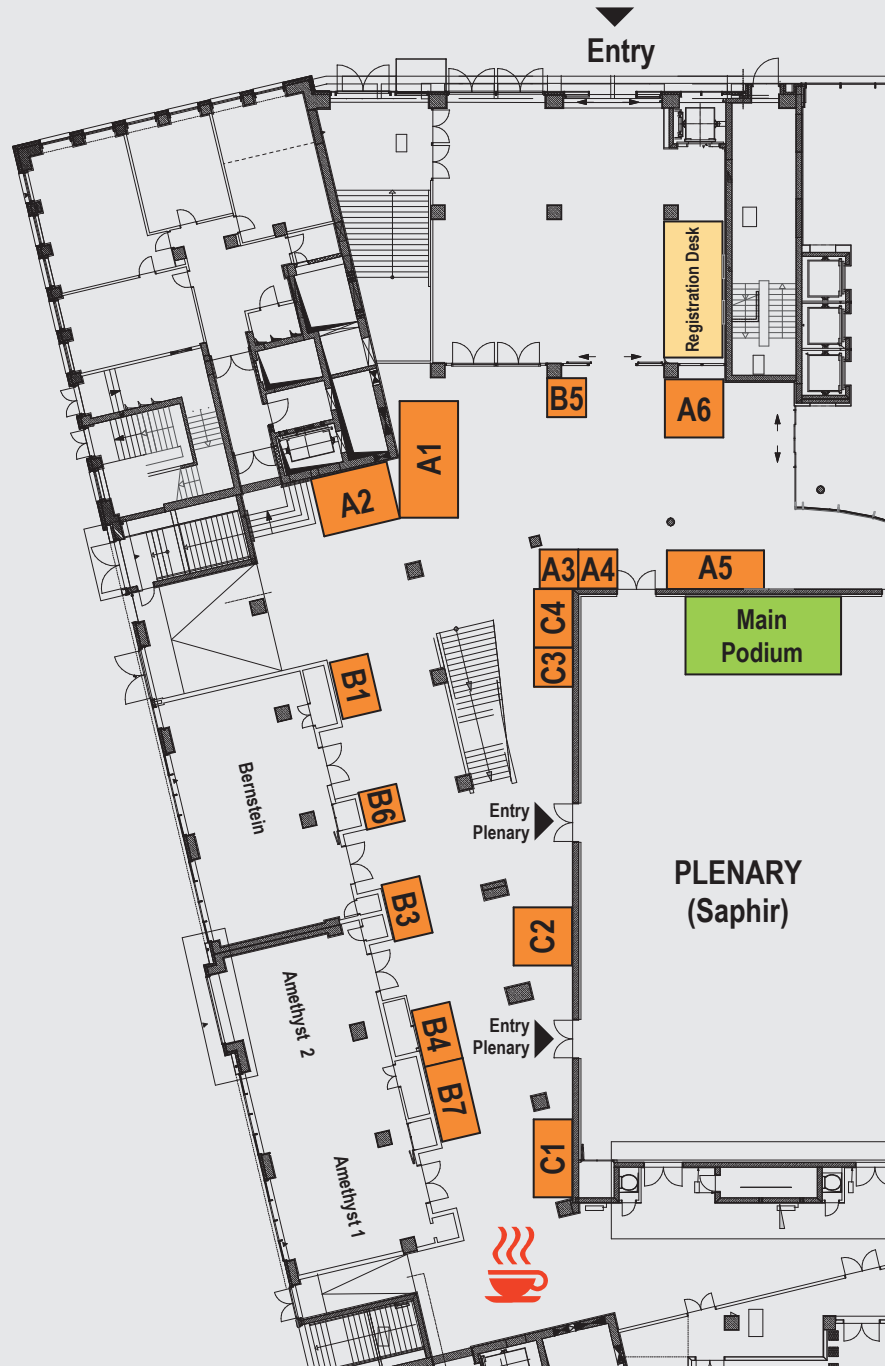 Entry
Registration Desk
B5
A6
A1
A2
A3
A4
A5
C4
Main
Podium
C3
B1
Bernstein
B6
Entry
Plenary
PLENARY
(Saphir)
B3
C2
Amethyst 2
B4
Entry
Plenary
B7
C1
Amethyst 1